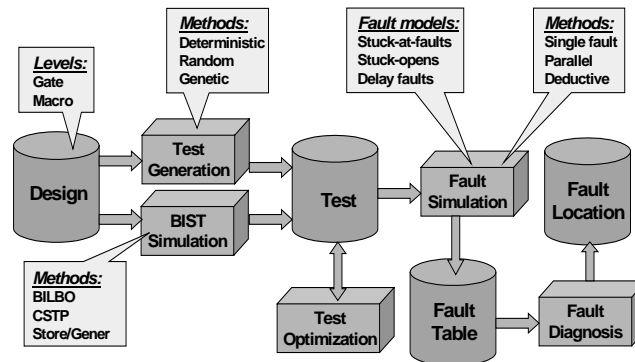 Methods:
Deterministic
Random
Genetic
Fault models:
Stuck-at-faults
Stuck-opens
Delay faults
Methods:
Single fault
Parallel
Deductive
Levels:
Gate
Macro
Design
Test
Generation
BIST
Simulation
Test
Fault
Simulation
Fault
Location
Methods:
BILBO
CSTP
Store/Gener
Test
Optimization
Fault
Table
Fault
Diagnosis